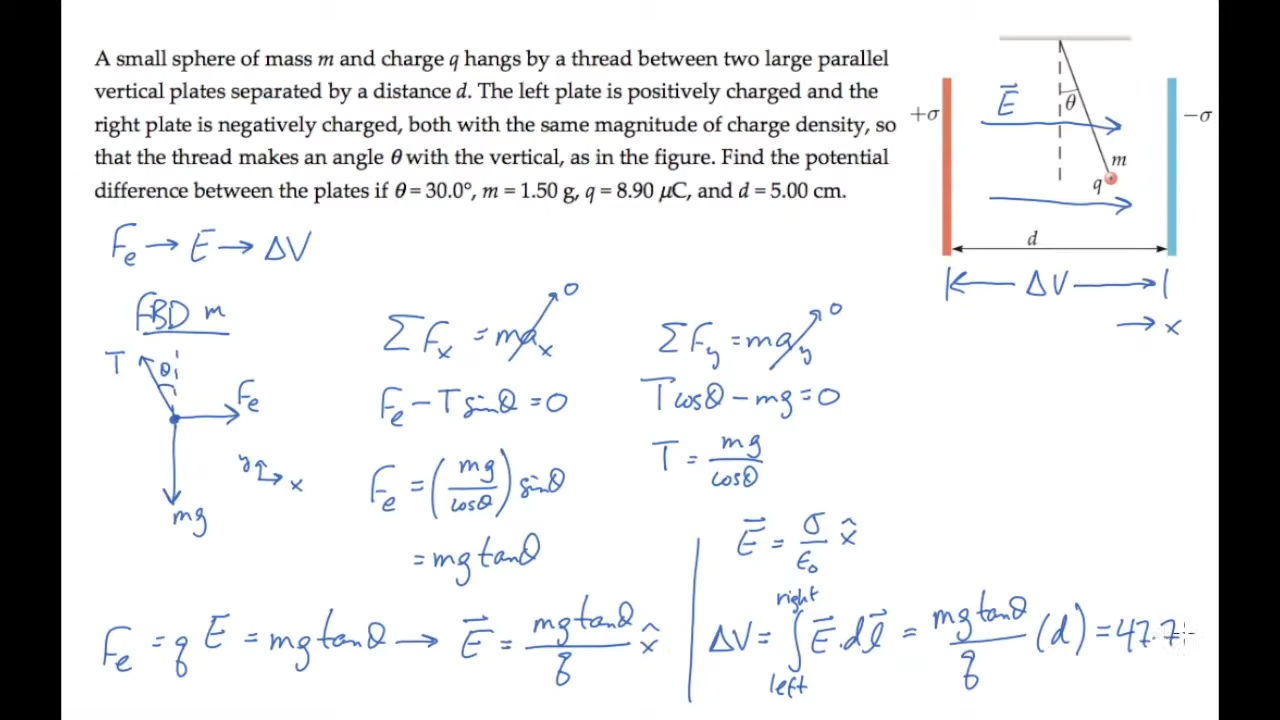 A small sphere of mass m and charge q hangs by a thread between two large parallel
vertical plates separated by a distance d. The left plate is positively charged and the
right plate is negatively charged, both with the same magnitude of charge density, so
that the thread makes an angle θ with the vertical, as in the figure. Find the potential
difference between the plates if θ = 30.0°, m = 1.50 g, q = 8.90 μC, and d = 5.00 cm.
+σ
E⃗
θ
−σ
m
q
d
ΔV
→ x
Fe → E → ΔV
FBD m
T
θ
Fe
y
x
mg
ΣFx = max → 0
Fe − T sinθ = 0
Fe = (mg/cosθ) sinθ
= mg tanθ
ΣFy = may → 0
T cosθ − mg = 0
T = mg/cosθ
E⃗ = σ/ε₀ x̂
Fe = q E = mg tanθ → E⃗ = mg tanθ/q x̂
ΔV = ∫ left right E⃗ · dl⃗ = mg tanθ/q (d) = 47.7